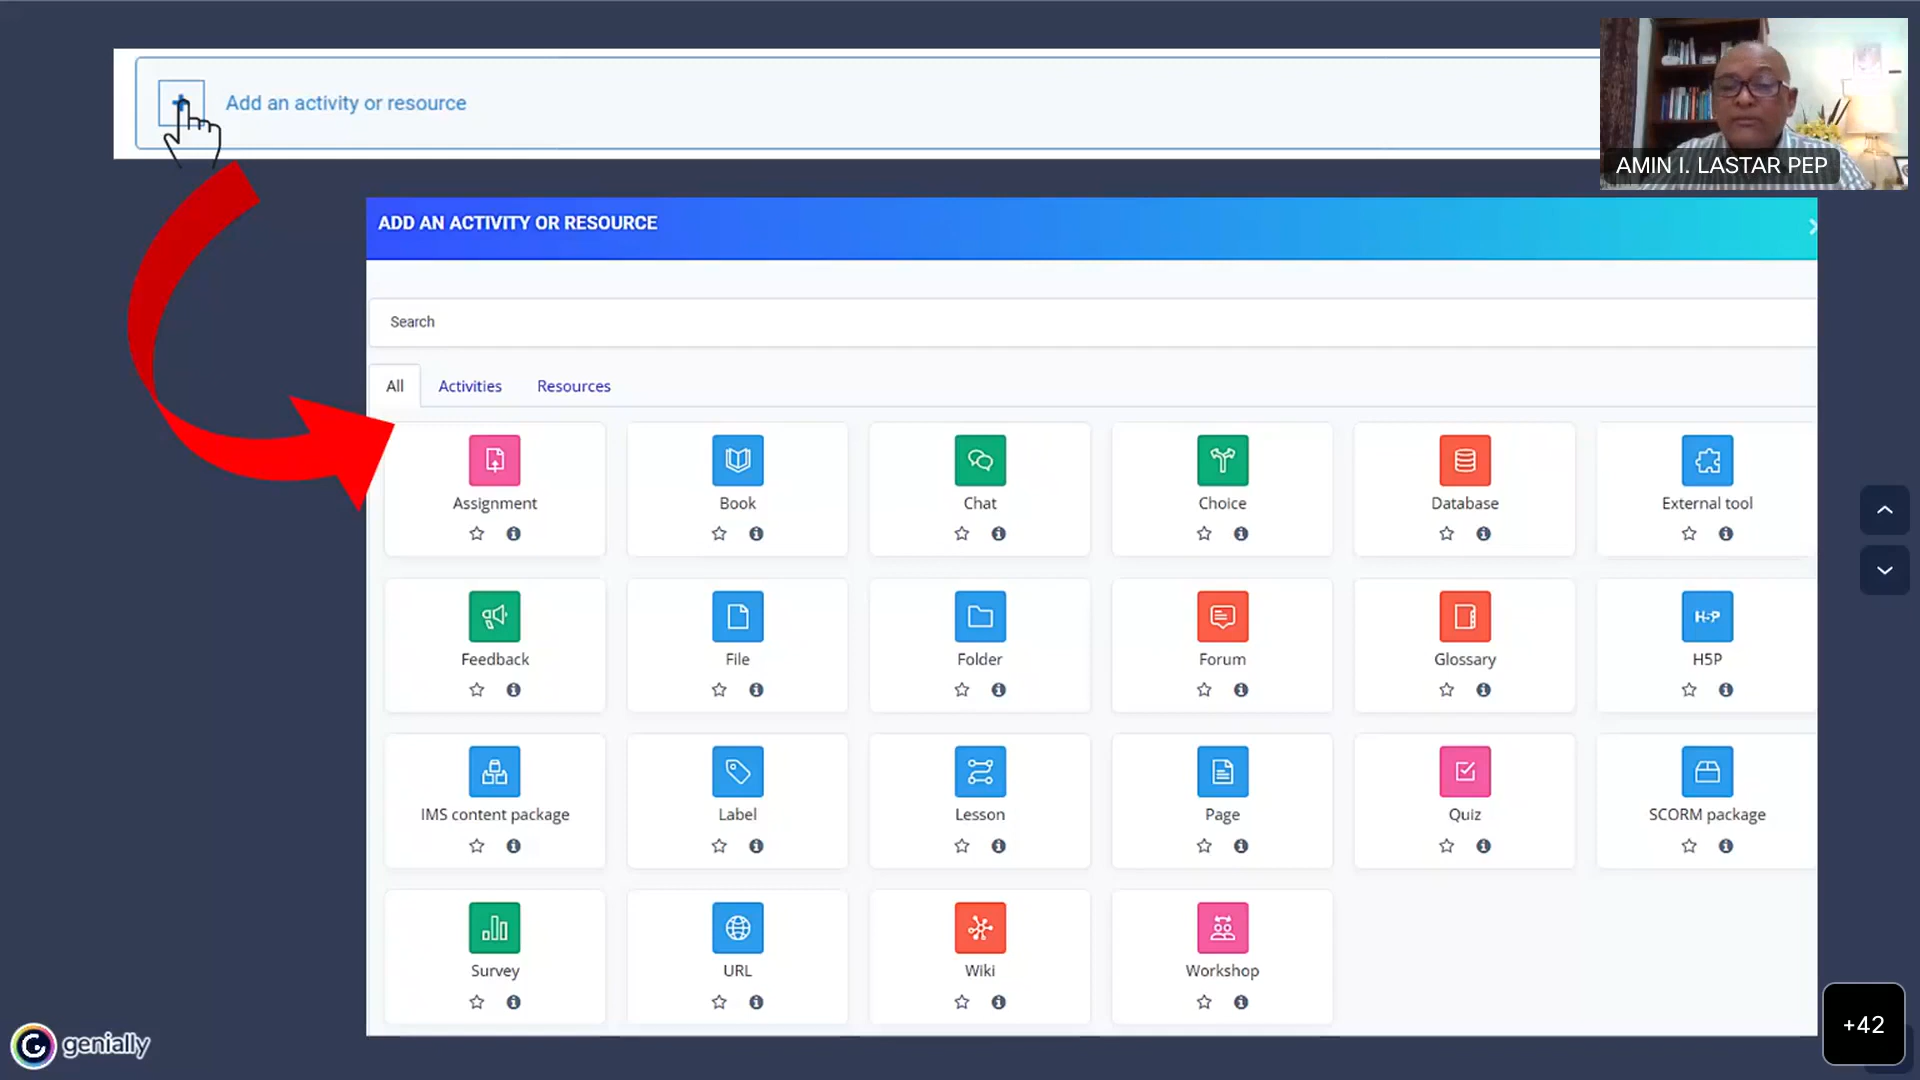 Add an activity or resource
AMIN I. LASTAR PEP
ADD AN ACTIVITY OR RESOURCE
Search
All Activities Resources
Assignment Book Chat Choice Database External tool
Feedback File Folder Forum Glossary H5P
H5P
IMS content package Label Lesson Page Quiz SCORM package
Survey URL Wiki Workshop
+42
genially